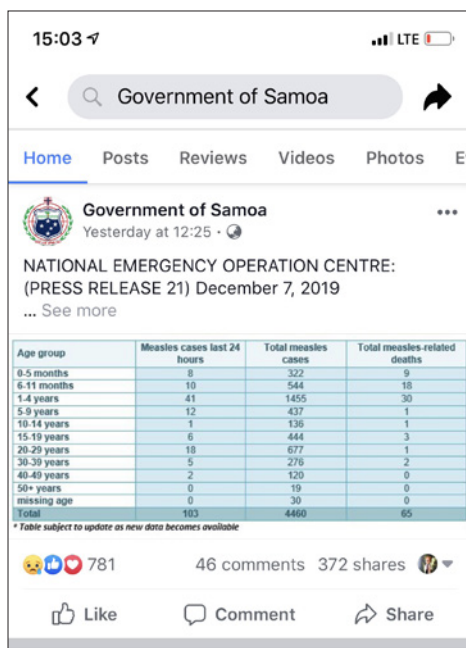 15:03
LTE
Government of Samoa
Home Posts Reviews Videos Photos E
Government of Samoa
Yesterday at 12:25 ·
NATIONAL EMERGENCY OPERATION CENTRE:
(PRESS RELEASE 21) December 7, 2019
... See more
Age group Measles cases last 24 hours Total measles cases Total measles-related deaths
0-5 months 8 322 9
6-11 months 10 544 18
1-4 years 41 1455 30
5-9 years 12 437 1
10-14 years 1 136 1
15-19 years 6 444 3
20-29 years 18 677 1
30-39 years 5 276 2
40-49 years 2 120 0
50+ years 0 19 0
missing age 0 30 0
Total 103 4460 65
* Table subject to update as new data becomes available
781 46 comments 372 shares
Like Comment Share